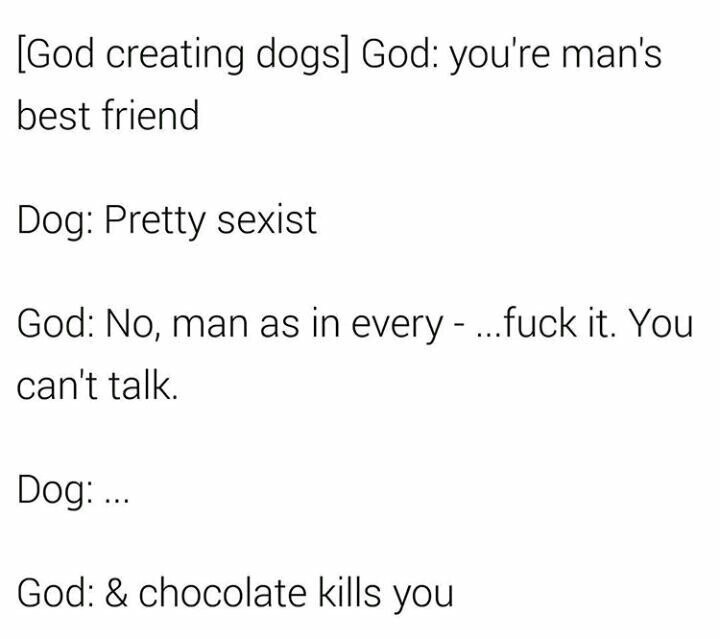 [God creating dogs] God: you're man's
best friend
Dog: Pretty sexist
God: No, man as in every - ...fuck it. You
can't talk.
Dog: ...
God: & chocolate kills you